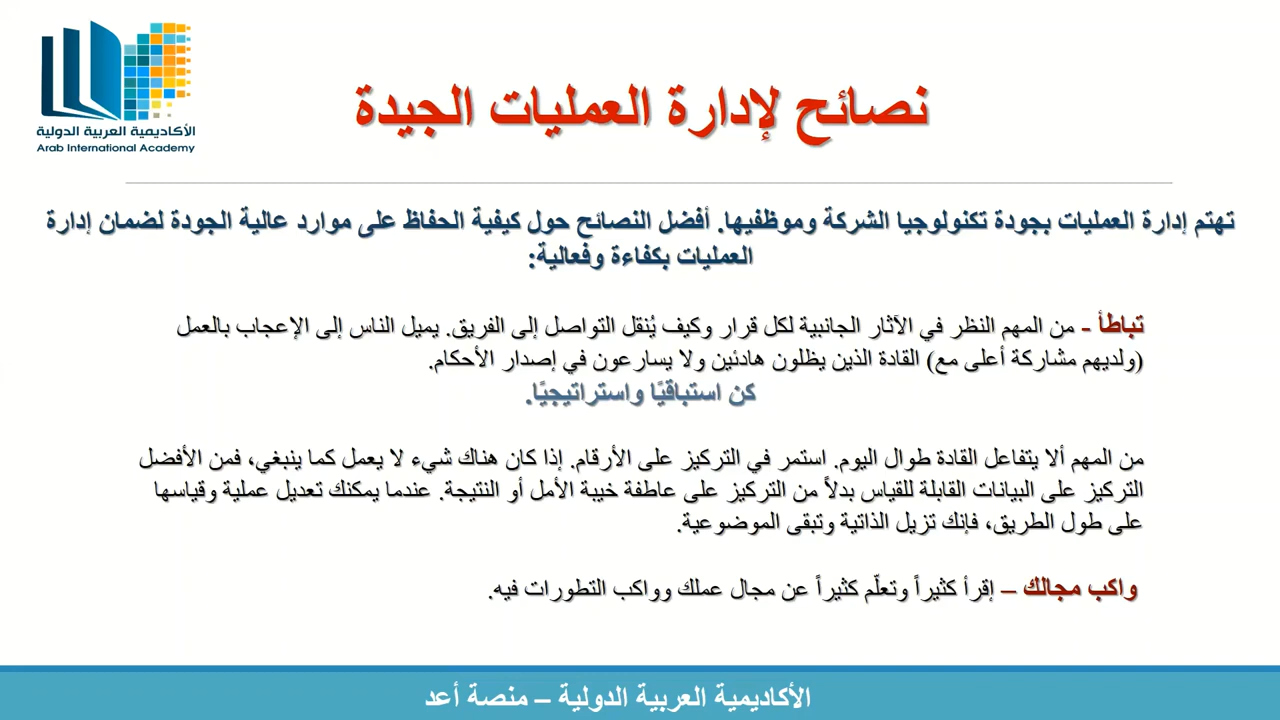 الأكاديمية العربية الدولية
Arab International Academy
نصائح لإدارة العمليات الجيدة
تهتم إدارة العمليات بجودة تكنولوجيا الشركة وموظفيها. أفضل النصائح حول كيفية الحفاظ على موارد عالية الجودة لضمان إدارة
العمليات بكفاءة وفعالية:
تباطأ - من المهم النظر في الآثار الجانبية لكل قرار وكيف يُنقل التواصل إلى الفريق. يميل الناس إلى الإعجاب بالعمل
(ولديهم مشاركة أعلى مع) القادة الذين يظلون هادئين ولا يسارعون في إصدار الأحكام.
كن استباقيًا واستراتيجيًا.
من المهم ألا يتفاعل القادة طوال اليوم. استمر في التركيز على الأرقام. إذا كان هناك شيء لا يعمل كما ينبغي، فمن الأفضل
التركيز على البيانات القابلة للقياس بدلاً من التركيز على عاطفة خيبة الأمل أو النتيجة. عندما يمكنك تعديل عملية وقياسها
على طول الطريق، فإنك تزيل الذاتية وتبقى الموضوعية.
واكب مجالك – إقرأ كثيراً وتعلّم كثيراً عن مجال عملك وواكب التطورات فيه.
الأكاديمية العربية الدولية – منصة أعد